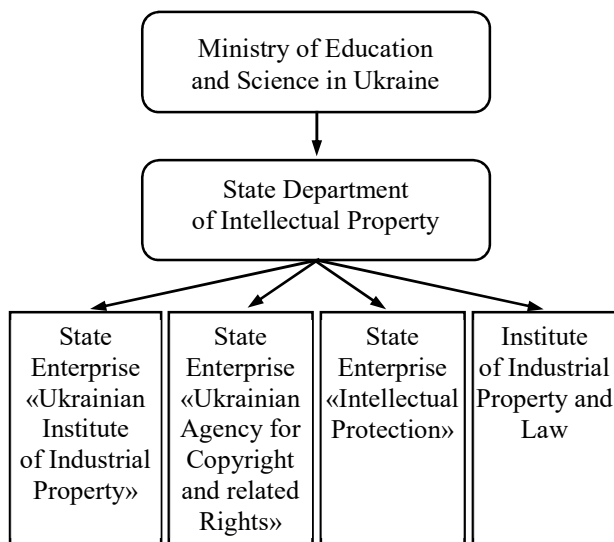 Ministry of Education
and Science in Ukraine
State Department
of Intellectual Property
State
Enterprise
«Ukrainian
Institute
of Industrial
Property»
State
Enterprise
«Ukrainian
Agency for
Copyright
and related
Rights»
State
Enterprise
«Intellectual
Protection»
Institute
of Industrial
Property and
Law